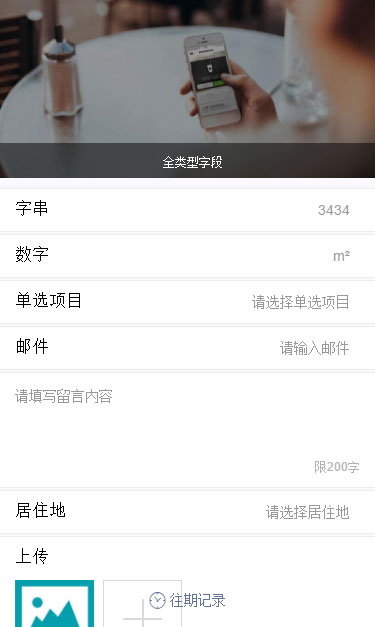 全类型字段
字串 3434
数字 m²
单选项目 请选择单选项目
邮件 请输入邮件
请填写留言内容
限200字
居住地 请选择居住地
上传
往期记录